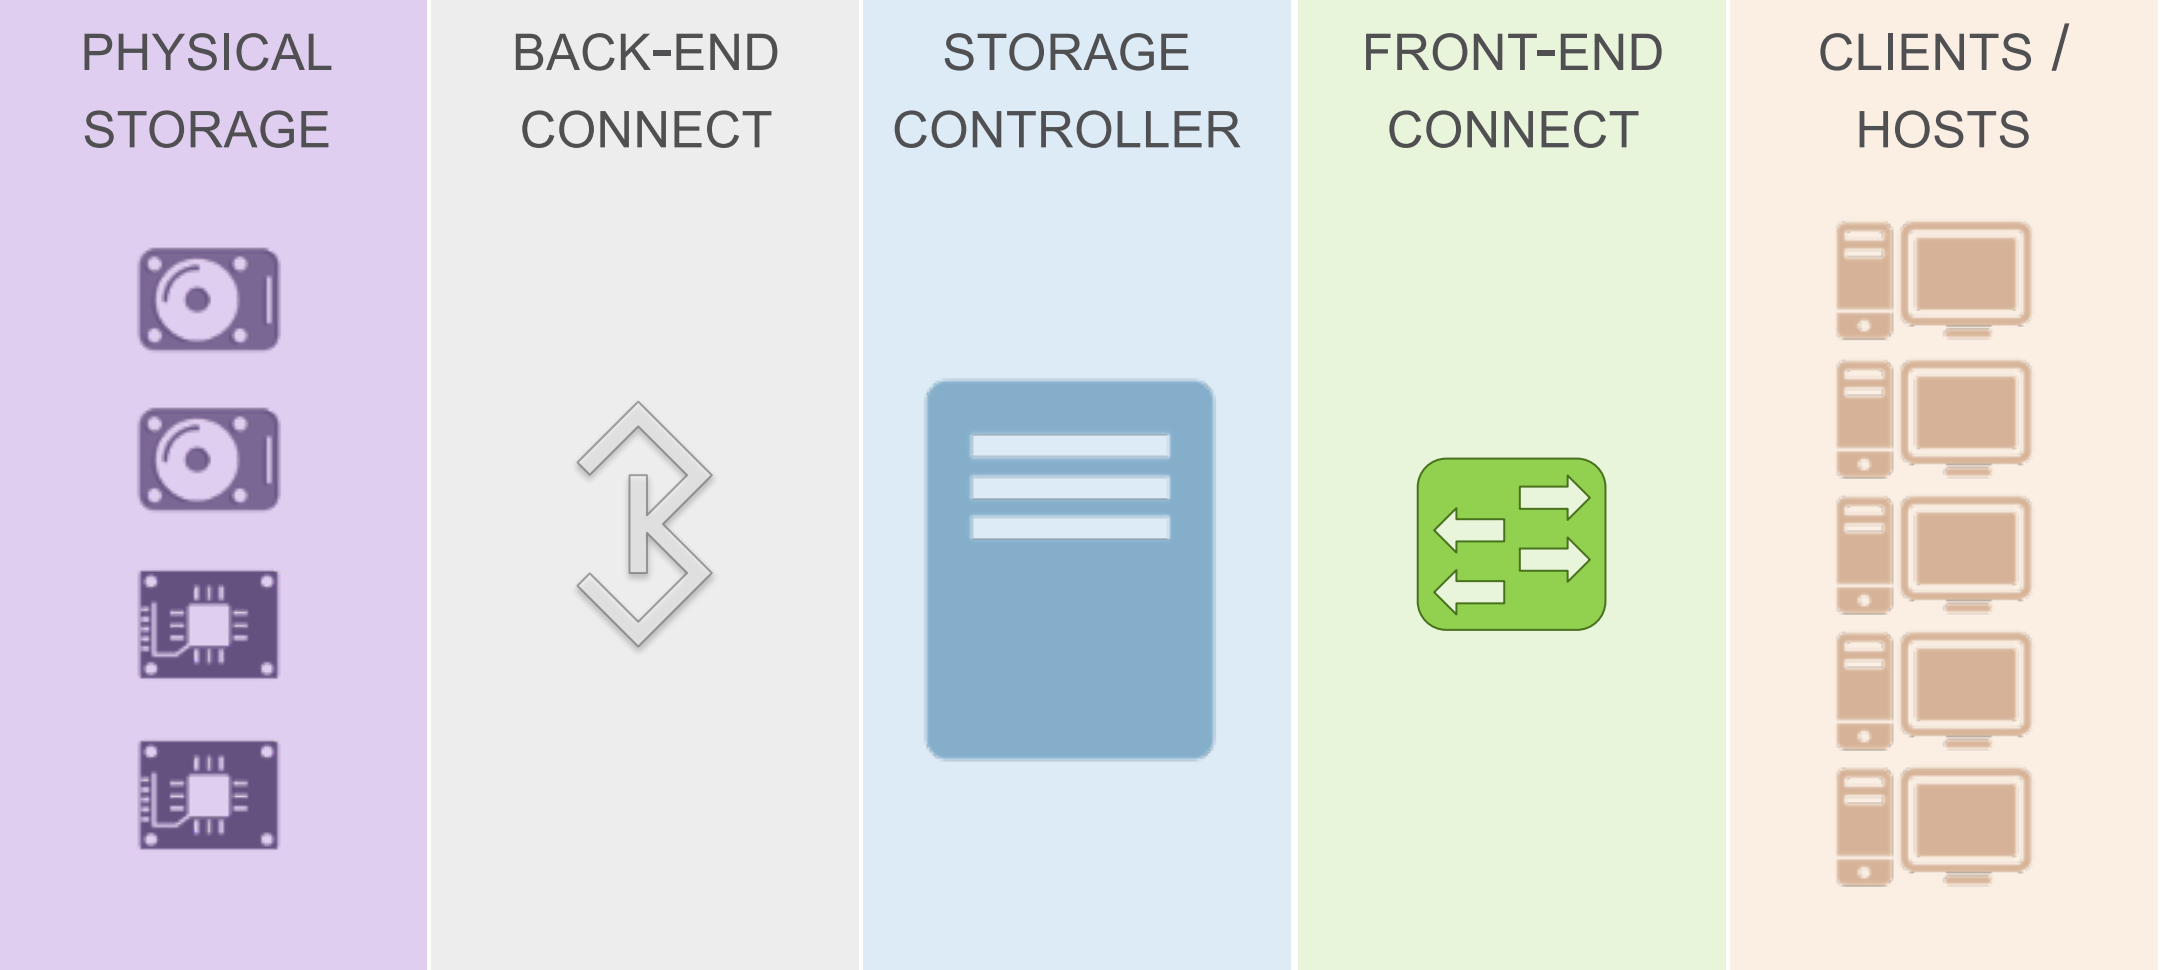 PHYSICAL
STORAGE
BACK-END
CONNECT
STORAGE
CONTROLLER
FRONT-END
CONNECT
CLIENTS /
HOSTS